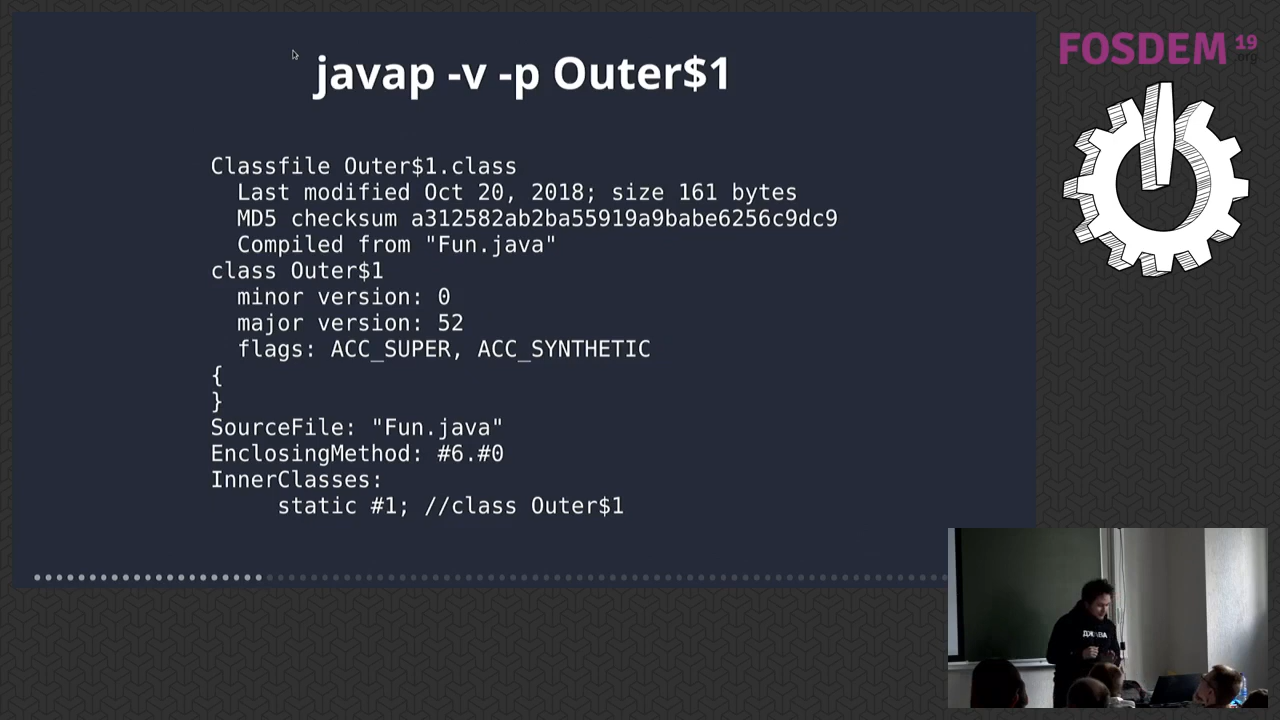 javap -v -p Outer$1
Classfile Outer$1.class
Last modified Oct 20, 2018; size 161 bytes
MD5 checksum a312582ab2ba55919a9babe6256c9dc9
Compiled from "Fun.java"
class Outer$1
minor version: 0
major version: 52
flags: ACC_SUPER, ACC_SYNTHETIC
{
}
SourceFile: "Fun.java"
EnclosingMethod: #6.#0
InnerClasses:
static #1; //class Outer$1
FOSDEM 19
.org